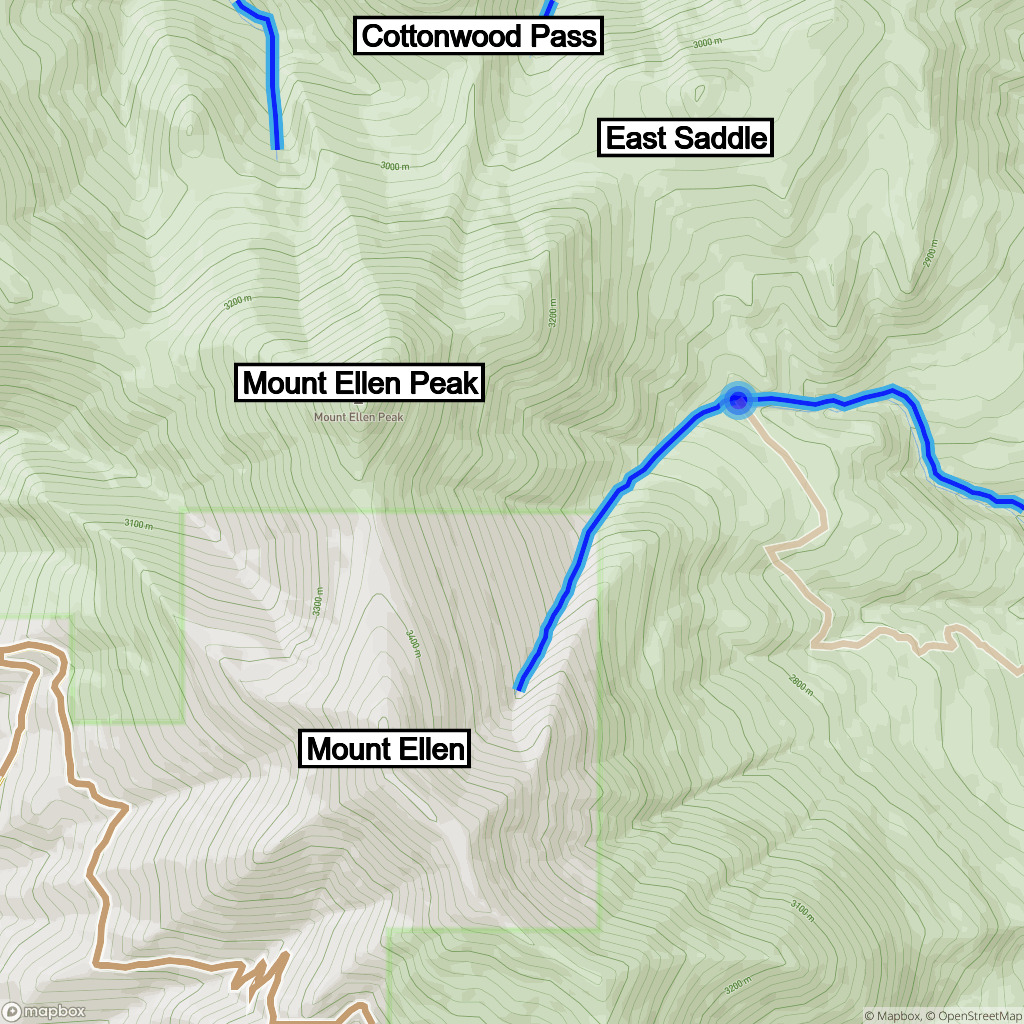 Cottonwood Pass
3000 m
East Saddle
3000 m
2900 m
3200 m
3200 m
Mount Ellen Peak
Mount Ellen Peak
3100 m
3300 m
3400 m
2800 m
Mount Ellen
3100 m
3200 m
mapbox
© Mapbox, © OpenStreetMap